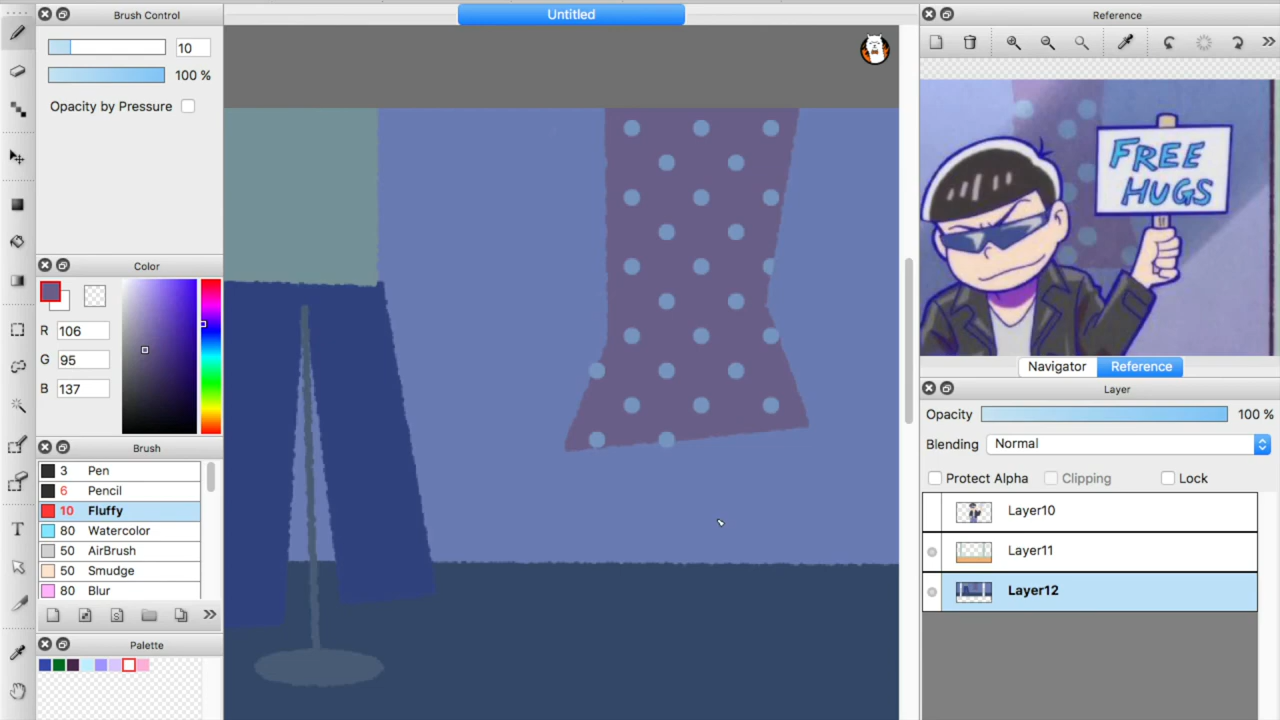 Brush Control
Untitled
Reference
10
100 %
Opacity by Pressure
Color
R 106
G 95
B 137
FREE
HUGS
Navigator
Reference
Layer
Opacity
100 %
Blending
Normal
Protect Alpha
Clipping
Lock
Layer10
Layer11
Layer12
Brush
3 Pen
6 Pencil
10 Fluffy
80 Watercolor
50 AirBrush
50 Smudge
80 Blur
S
Palette
T